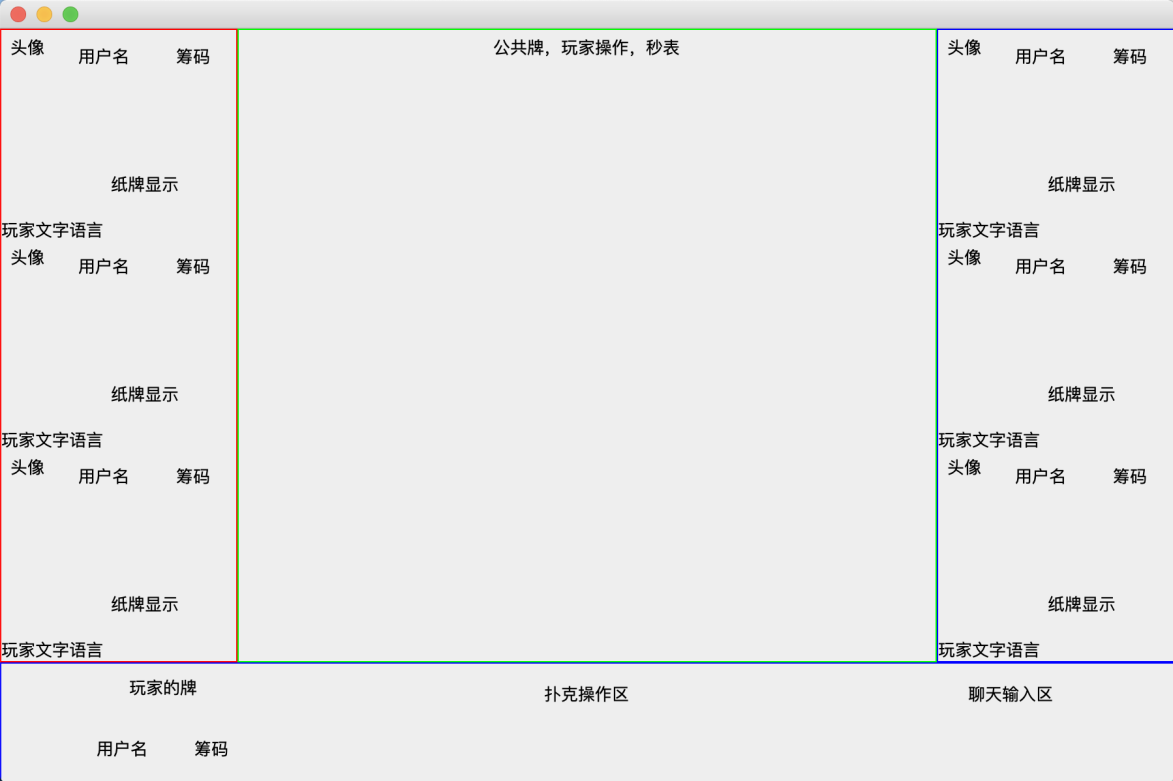 头像 用户名 筹码
纸牌显示
玩家文字语言
头像 用户名 筹码
纸牌显示
玩家文字语言
头像 用户名 筹码
纸牌显示
玩家文字语言
公共牌，玩家操作，秒表
头像 用户名 筹码
纸牌显示
玩家文字语言
头像 用户名 筹码
纸牌显示
玩家文字语言
头像 用户名 筹码
纸牌显示
玩家文字语言
玩家的牌
用户名 筹码
扑克操作区
聊天输入区